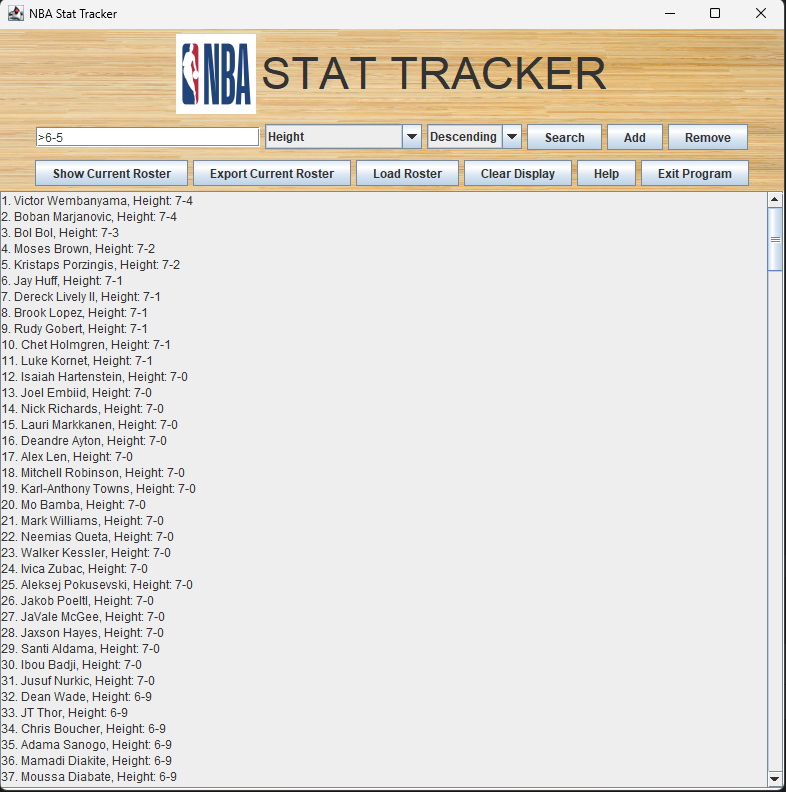 NBA Stat Tracker
NBA STAT TRACKER
>6-5 Height Descending Search Add Remove
Show Current Roster Export Current Roster Load Roster Clear Display Help Exit Program
1. Victor Wembanyama, Height: 7-4
2. Boban Marjanovic, Height: 7-4
3. Bol Bol, Height: 7-3
4. Moses Brown, Height: 7-2
5. Kristaps Porzingis, Height: 7-2
6. Jay Huff, Height: 7-1
7. Dereck Lively II, Height: 7-1
8. Brook Lopez, Height: 7-1
9. Rudy Gobert, Height: 7-1
10. Chet Holmgren, Height: 7-1
11. Luke Kornet, Height: 7-1
12. Isaiah Hartenstein, Height: 7-0
13. Joel Embiid, Height: 7-0
14. Nick Richards, Height: 7-0
15. Lauri Markkanen, Height: 7-0
16. Deandre Ayton, Height: 7-0
17. Alex Len, Height: 7-0
18. Mitchell Robinson, Height: 7-0
19. Karl-Anthony Towns, Height: 7-0
20. Mo Bamba, Height: 7-0
21. Mark Williams, Height: 7-0
22. Neemias Queta, Height: 7-0
23. Walker Kessler, Height: 7-0
24. Ivica Zubac, Height: 7-0
25. Aleksej Pokusevski, Height: 7-0
26. Jakob Poeltl, Height: 7-0
27. JaVale McGee, Height: 7-0
28. Jaxson Hayes, Height: 7-0
29. Santi Aldama, Height: 7-0
30. Ibou Badji, Height: 7-0
31. Jusuf Nurkic, Height: 7-0
32. Dean Wade, Height: 6-9
33. JT Thor, Height: 6-9
34. Chris Boucher, Height: 6-9
35. Adama Sanogo, Height: 6-9
36. Mamadi Diakite, Height: 6-9
37. Moussa Diabate, Height: 6-9